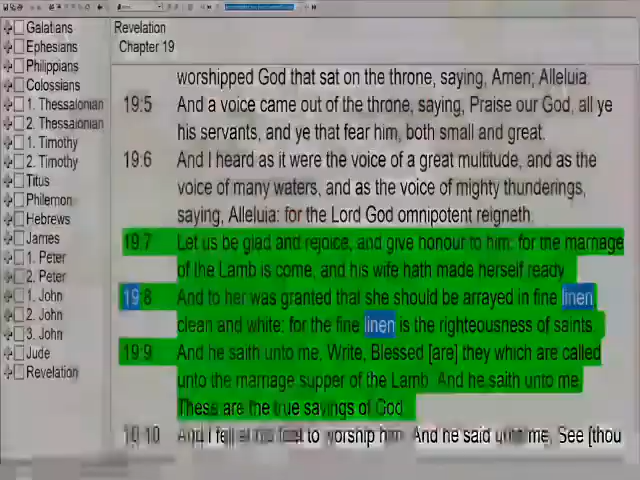 Galatians
Ephesians
Philippians
Colossians
1. Thessalonian
2. Thessalonian
1. Timothy
2. Timothy
Titus
Philemon
Hebrews
James
1. Peter
2. Peter
1. John
2. John
3. John
Jude
Revelation
Revelation
Chapter 19
worshipped God that sat on the throne, saying, Amen; Alleluia.
19:5 And a voice came out of the throne, saying, Praise our God, all ye
his servants, and ye that fear him, both small and great.
19:6 And I heard as it were the voice of a great multitude, and as the
voice of many waters, and as the voice of mighty thunderings,
saying, Alleluia: for the Lord God omnipotent reigneth.
19:7 Let us be glad and rejoice, and give honour to him: for the marriage
of the Lamb is come, and his wife hath made herself ready.
19:8 And to her was granted that she should be arrayed in fine linen,
clean and white: for the fine linen is the righteousness of saints.
19:9 And he saith unto me, Write, Blessed [are] they which are called
unto the marriage supper of the Lamb. And he saith unto me,
These are the true sayings of God.
19:10 And I fell at his feet to worship him. And he said unto me, See [thou